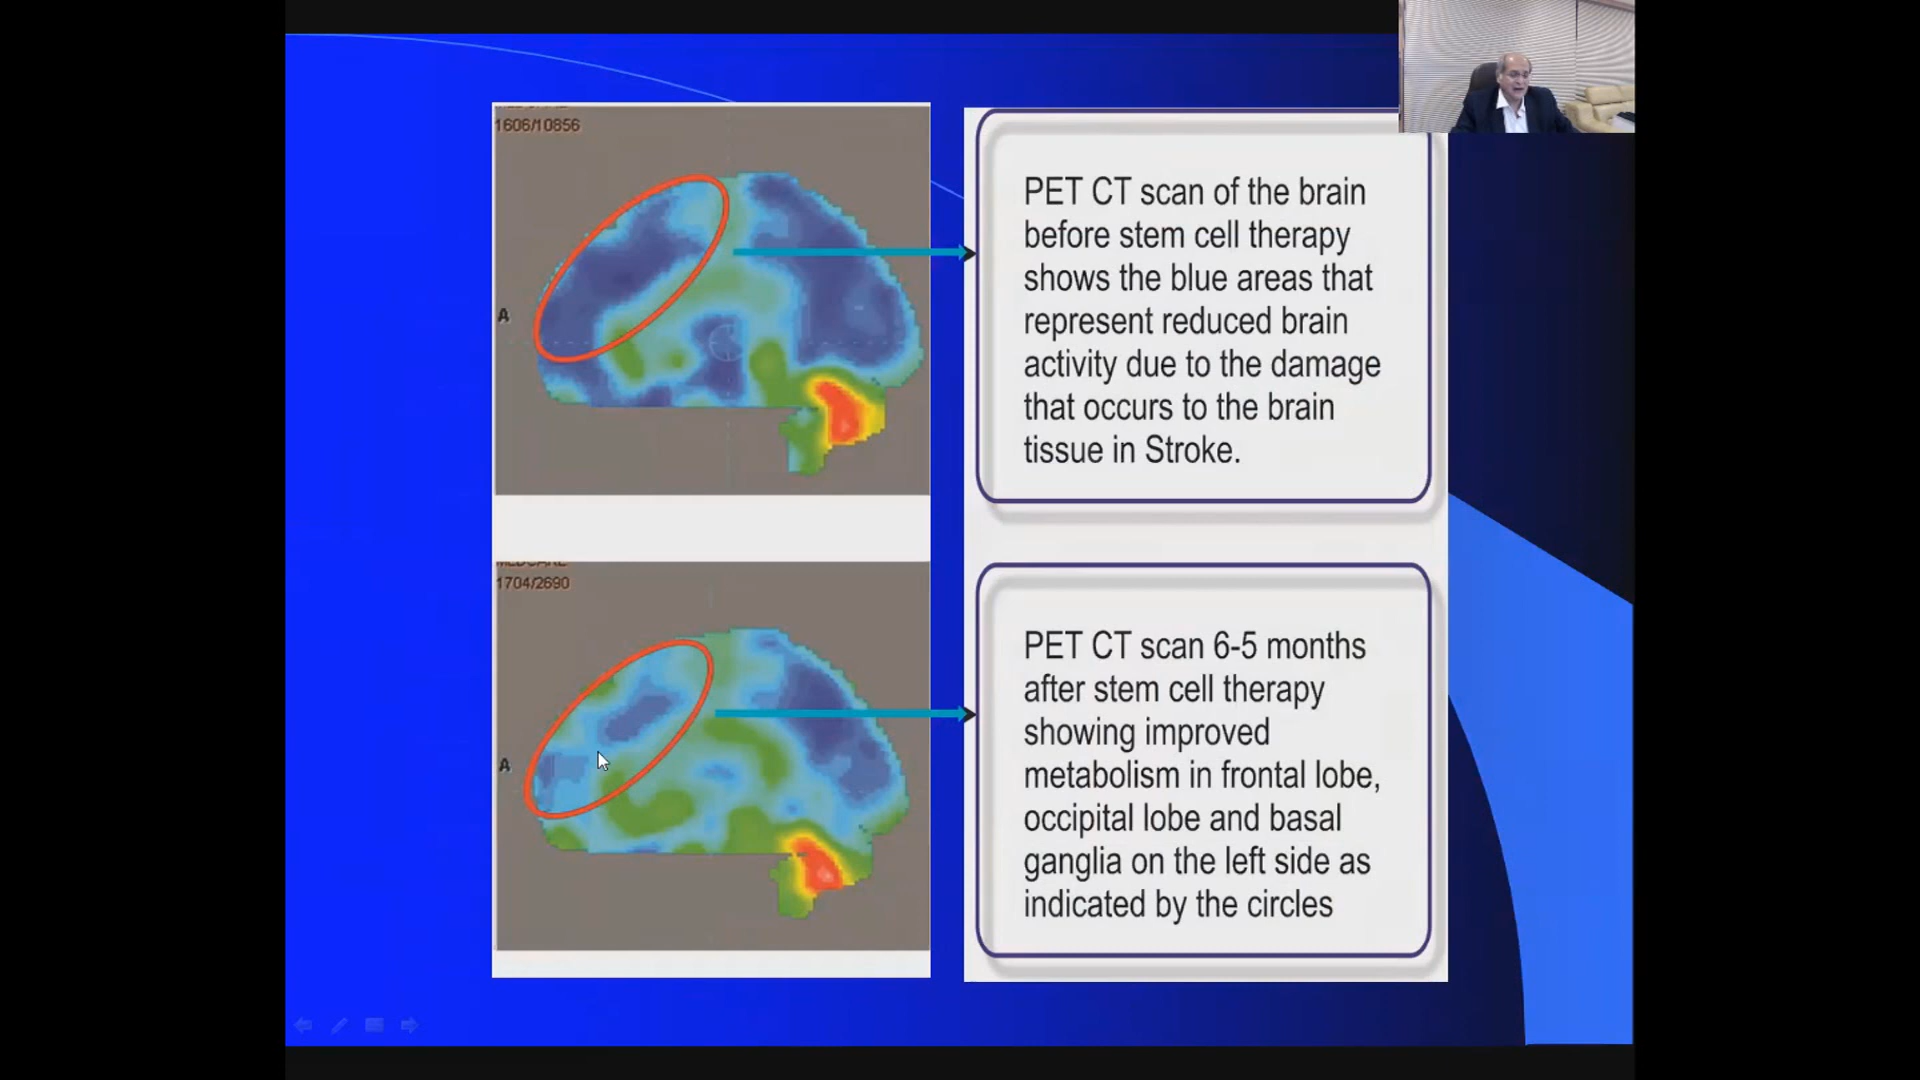 1606/10856
A
PET CT scan of the brain
before stem cell therapy
shows the blue areas that
represent reduced brain
activity due to the damage
that occurs to the brain
tissue in Stroke.
1704/2690
A
PET CT scan 6-5 months
after stem cell therapy
showing improved
metabolism in frontal lobe,
occipital lobe and basal
ganglia on the left side as
indicated by the circles